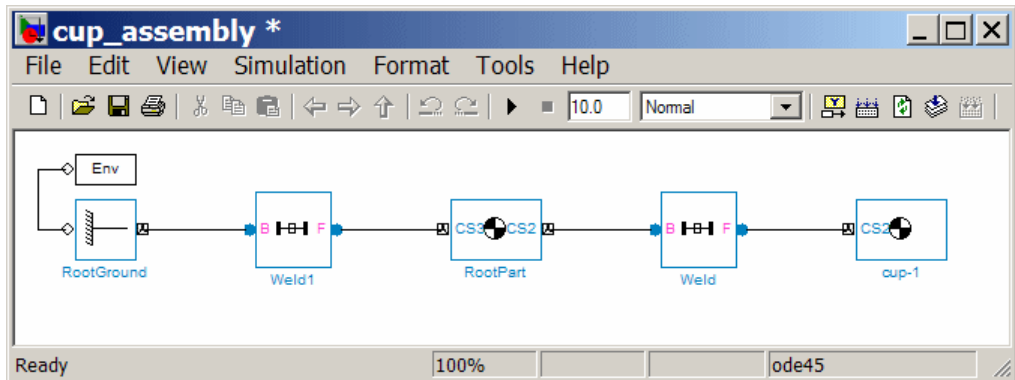 cup_assembly *
File Edit View Simulation Format Tools Help
10.0 Normal
Env
B F CS3 CS2 B F CS2
RootGround Weld1 RootPart Weld cup-1
Ready 100% ode45